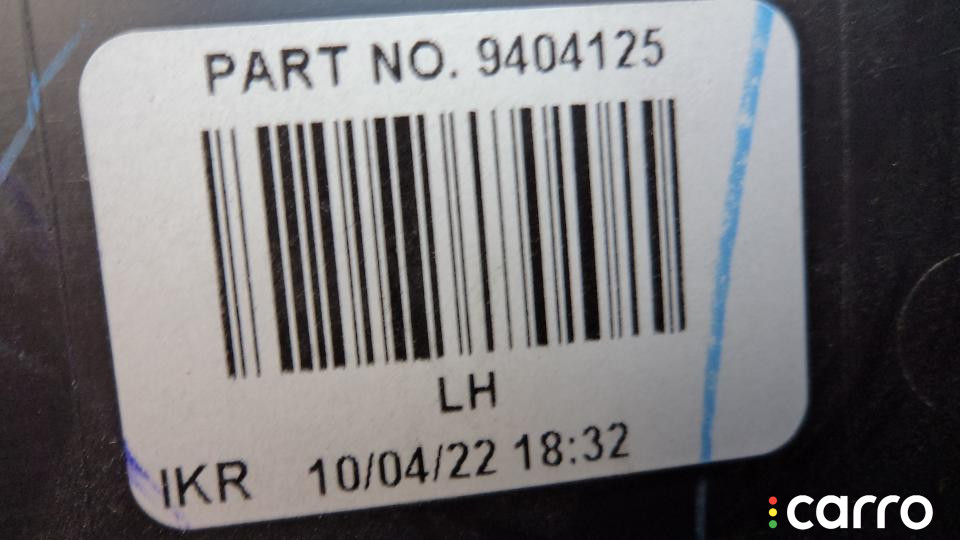 PART NO. 9404125
LH
IKR 10/04/22 18:32
carro